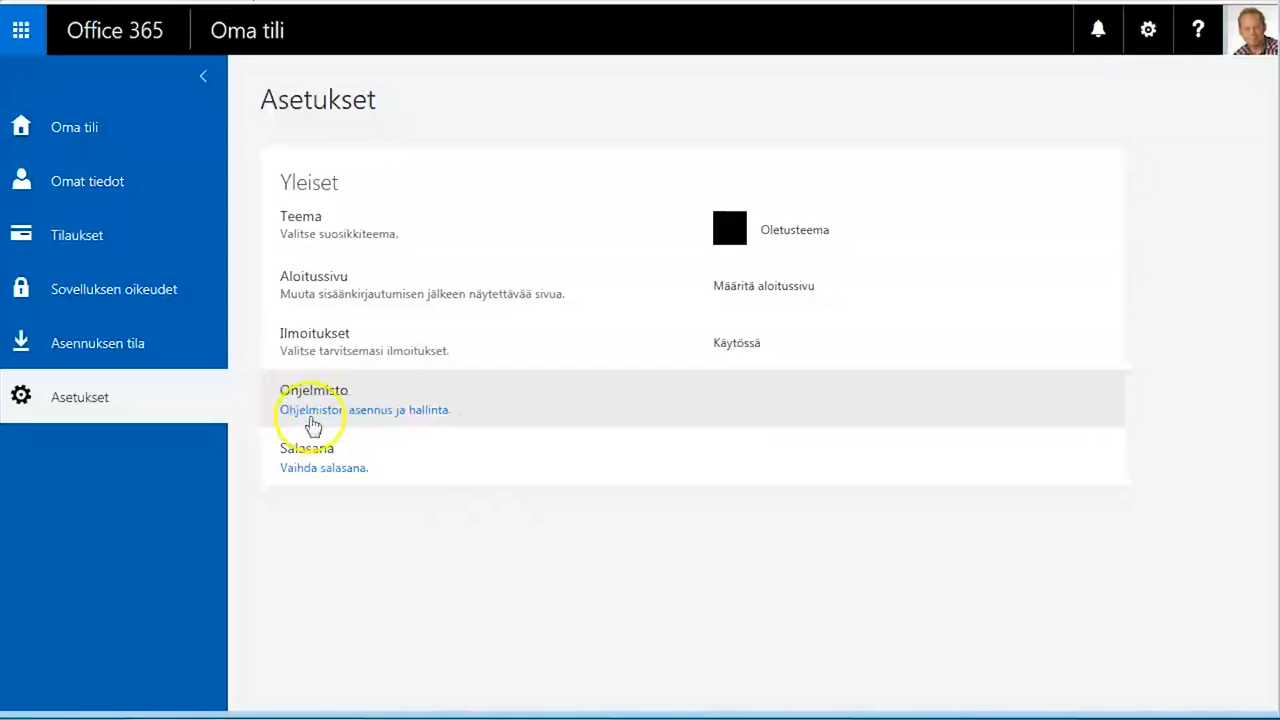 Office 365
Oma tili
?
Oma tili
Omat tiedot
Tilaukset
Sovelluksen oikeudet
Asennuksen tila
Asetukset
Asetukset
Yleiset
Teema
Valitse suosikkiteema.
Oletusteema
Aloitussivu
Muuta sisäänkirjautumisen jälkeen näytettävää sivua.
Määritä aloitussivu
Ilmoitukset
Valitse tarvitsemasi ilmoitukset.
Käytössä
Ohjelmisto
Ohjelmiston asennus ja hallinta.
Salasana
Vaihda salasana.